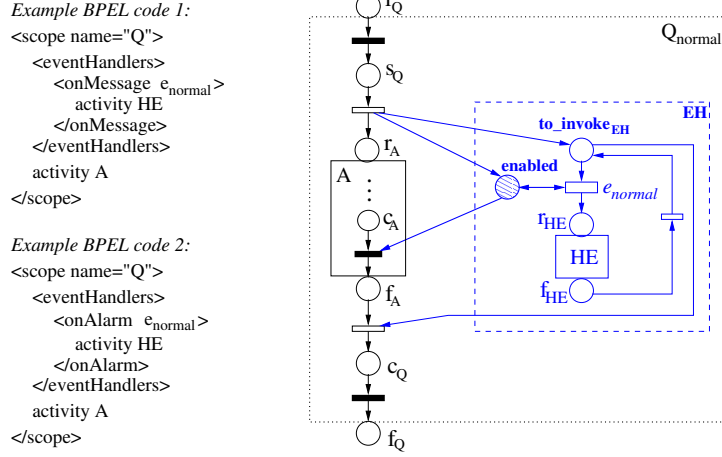 Example BPEL code 1:
<scope name="Q">
<eventHandlers>
<onMessage e_normal>
activity HE
</onMessage>
</eventHandlers>
activity A
</scope>
Example BPEL code 2:
<scope name="Q">
<eventHandlers>
<onAlarm e_normal>
activity HE
</onAlarm>
</eventHandlers>
activity A
</scope>
Q_normal
s_Q
r_A
A
c_A
f_A
c_Q
f_Q
EH
to_invoke_EH
enabled
e_normal
r_HE
HE
f_HE